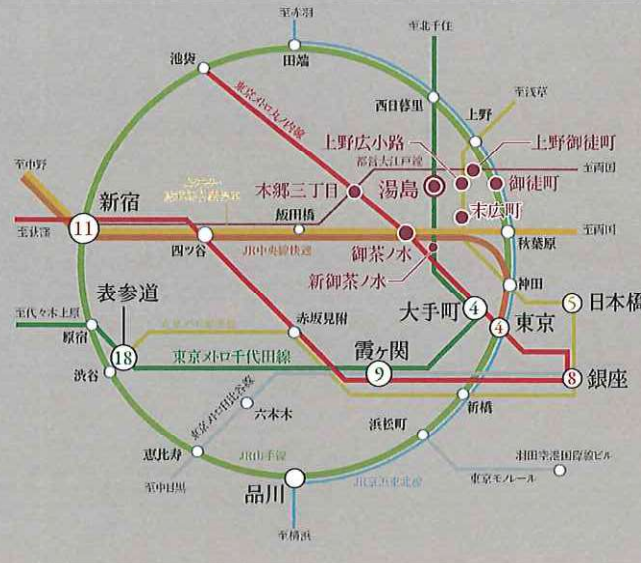 至赤羽
至北千住
池袋
田端
西日暮里
上野
至浅草
東京メトロ丸ノ内線
上野広小路
上野御徒町
都営大江戸線
至中野
至両国
本郷三丁目
湯島
御徒町
新宿
末広町
11
飯田橋
至荻窪
四ツ谷
御茶ノ水
秋葉原
至両国
JR中央線快速
新御茶ノ水
神田
表参道
大手町
4
5
日本橋
至代々木上原
赤坂見附
4
東京
原宿
18
東京メトロ千代田線
霞ヶ関
9
8
銀座
渋谷
新橋
東京メトロ日比谷線
六本木
浜松町
恵比寿
JR山手線
羽田空港国際線ビル
至中目黒
品川
JR京浜東北線
東京モノレール
至横浜